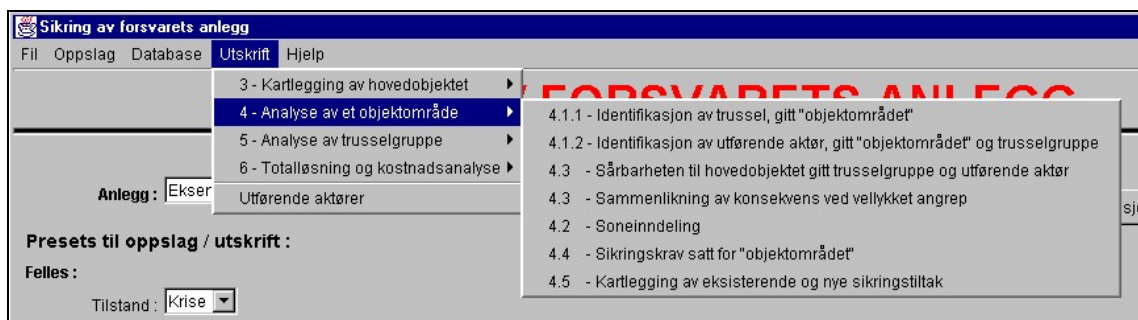 Sikring av forsvarets anlegg
Fil Oppslag Database Utskrift Hjelp
3 - Kartlegging av hovedobjektet
4 - Analyse av et objektområde
5 - Analyse av trusselgruppe
6 - Totalløsning og kostnadsanalyse
Utførende aktører
FORSVARETS ANLEGG
4.1.1 - Identifikasjon av trussel, gitt "objektområdet"
4.1.2 - Identifikasjon av utførende aktør, gitt "objektområdet" og trusselgruppe
4.3 - Sårbarheten til hovedobjektet gitt trusselgruppe og utførende aktør
4.3 - Sammenlikning av konsekvens ved vellykket angrep
4.2 - Soneinndeling
4.4 - Sikringskrav satt for "objektområdet"
4.5 - Kartlegging av eksisterende og nye sikringstiltak
Anlegg : Ekser
Presets til oppslag / utskrift :
Felles :
Tilstand : Krise